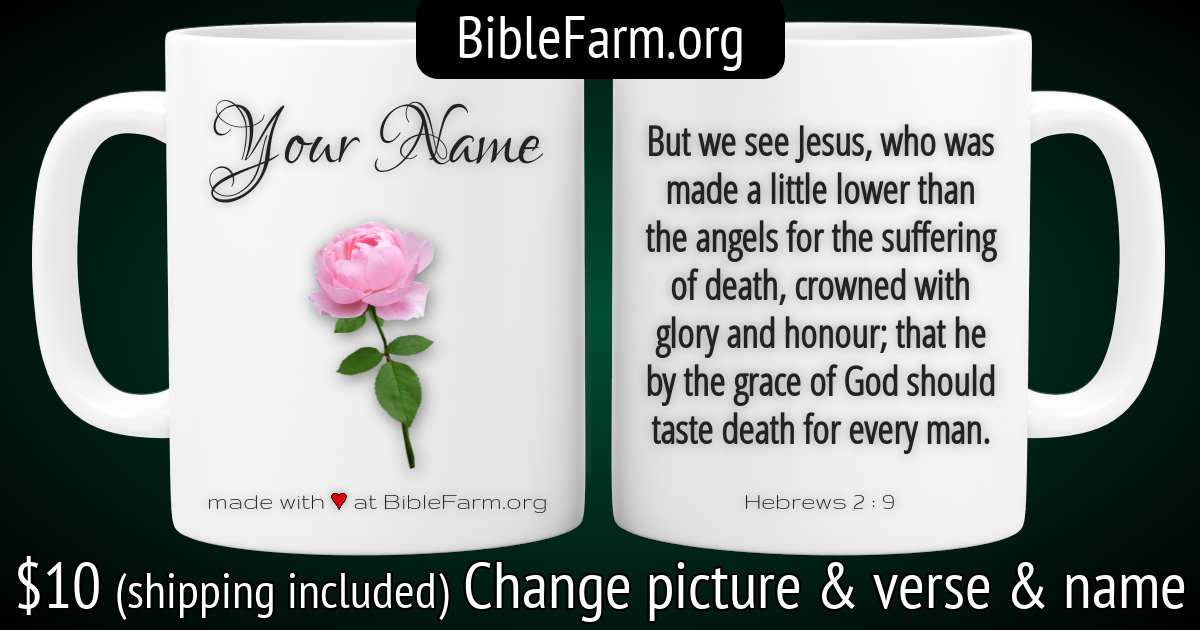 BibleFarm.org
Your Name
made with ♥ at BibleFarm.org
But we see Jesus, who was
made a little lower than
the angels for the suffering
of death, crowned with
glory and honour; that he
by the grace of God should
taste death for every man.
Hebrews 2 : 9
$10 (shipping included) Change picture & verse & name